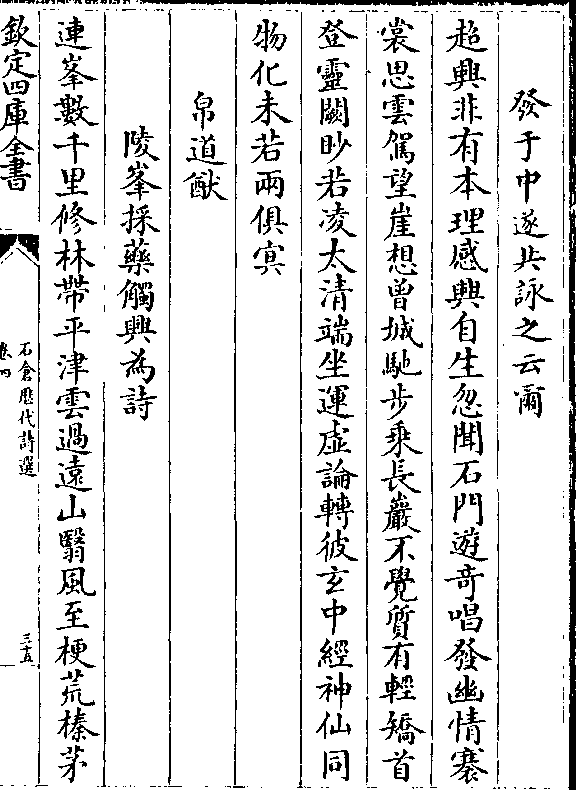 發于中遂共詠之云爾
超興非有本理感興自生忽聞石門遊竒唱發幽情褰
裳思雲駕望崖想曾城馳步乘長巖不覺質有輕矯首
登靈闕眇若凌太清端坐運虛論轉彼玄中經神仙同
物化未若兩俱冥
帛道猷
陵峯採藥觸興為詩
連峯數千里修林帶平津雲過遠山翳風至梗荒榛茅
欽定四庫全書
石倉歷代詩選
卷四
三五